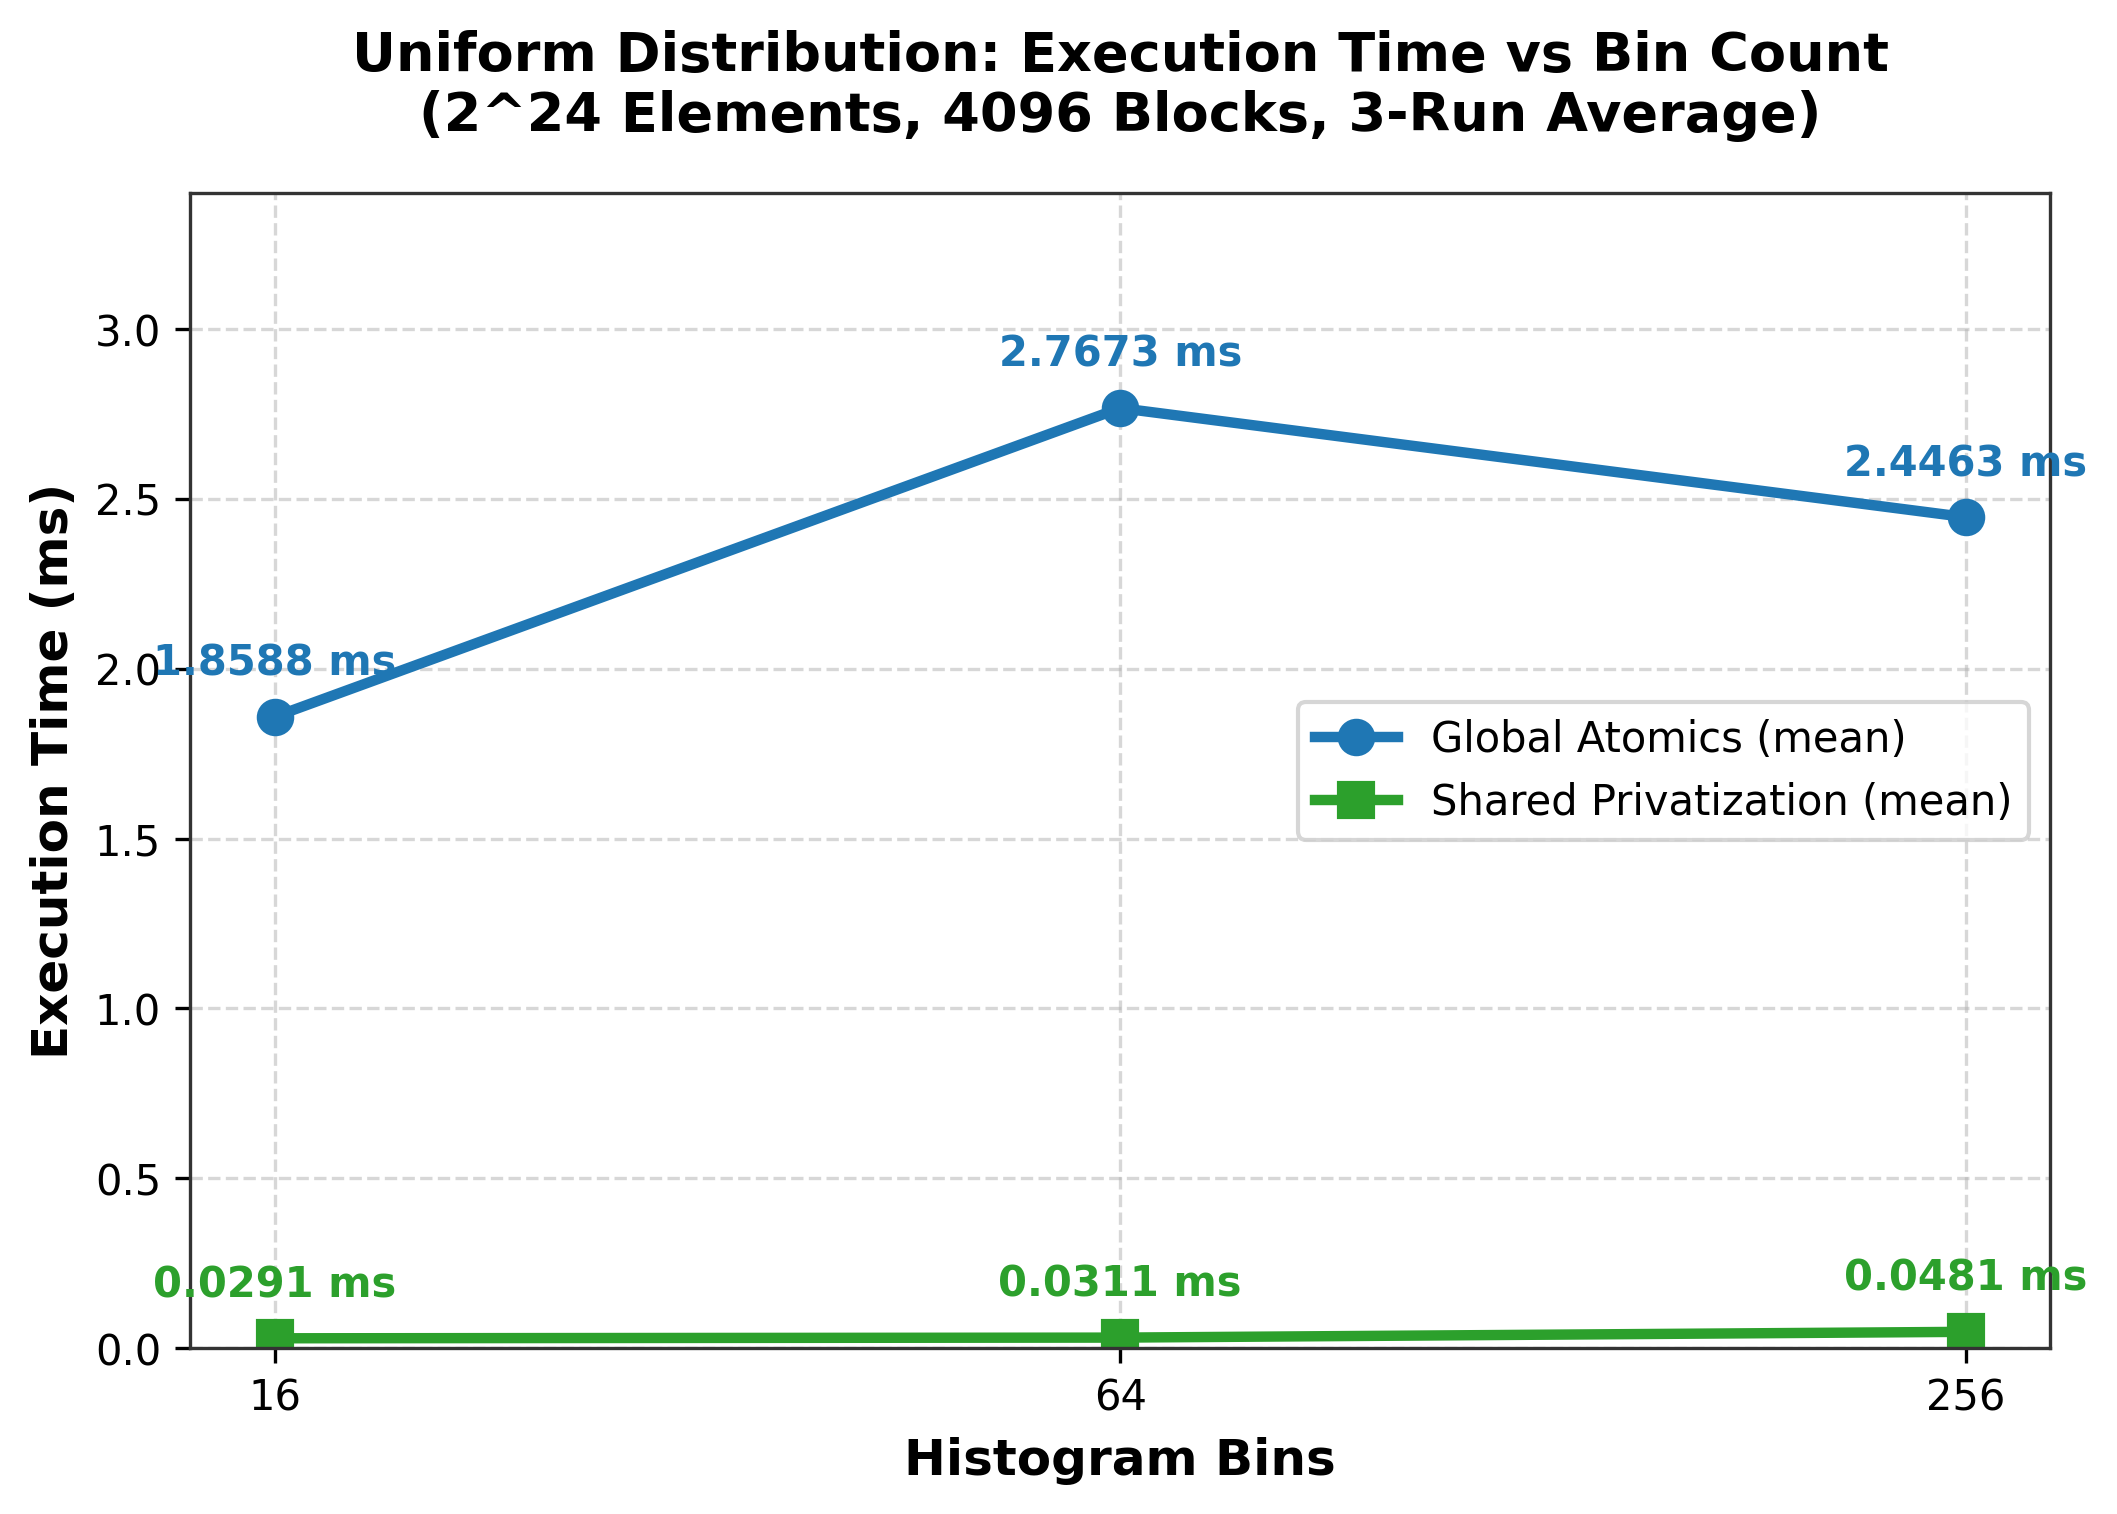 Uniform Distribution: Execution Time vs Bin Count
(2^24 Elements, 4096 Blocks, 3-Run Average)
Execution Time (ms)
3.0
2.5
2.0
1.5
1.0
0.5
0.0
1.8588 ms
2.7673 ms
2.4463 ms
Global Atomics (mean)
Shared Privatization (mean)
0.0291 ms
0.0311 ms
0.0481 ms
16
64
256
Histogram Bins